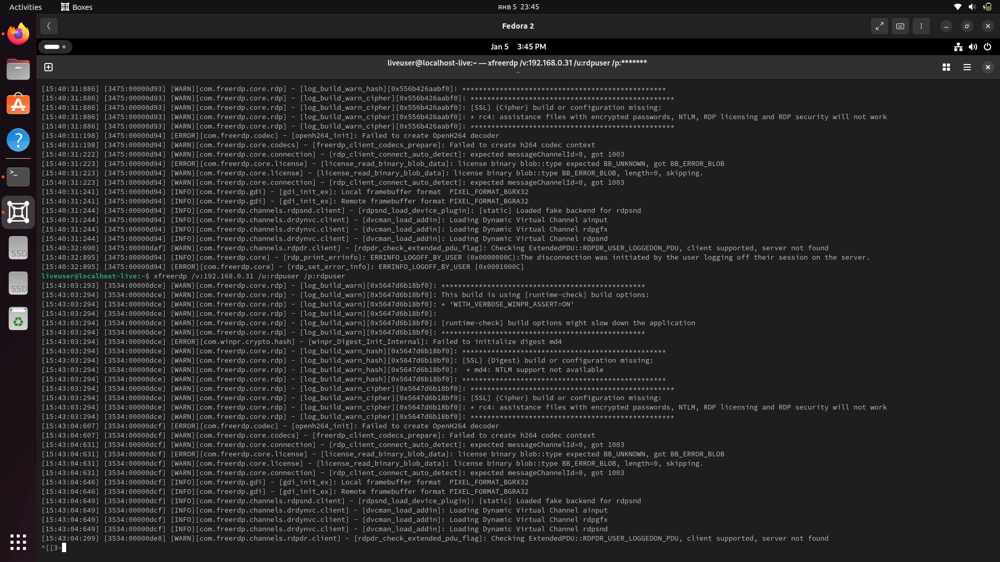 Activities
Boxes
янв 5 23:45
Fedora 2
Jan 5 3:45 PM
liveuser@localhost-live:~ — xfreerdp /v:192.168.0.31 /u:rdpuser /p:*******
~
[15:40:31:886] [3475:00000d93] [WARN][com.freerdp.core.rdp] - [log_build_warn_hash][0x556b426aabf0]: *************************************************
[15:40:31:886] [3475:00000d93] [WARN][com.freerdp.core.rdp] - [log_build_warn_cipher][0x556b426aabf0]: *************************************************
[15:40:31:886] [3475:00000d93] [WARN][com.freerdp.core.rdp] - [log_build_warn_cipher][0x556b426aabf0]: [SSL] {Cipher} build or configuration missing:
[15:40:31:886] [3475:00000d93] [WARN][com.freerdp.core.rdp] - [log_build_warn_cipher][0x556b426aabf0]: * rc4: assistance files with encrypted passwords, NTLM, RDP licensing and RDP security will not work
[15:40:31:886] [3475:00000d93] [WARN][com.freerdp.core.rdp] - [log_build_warn_cipher][0x556b426aabf0]: *************************************************
[15:40:31:198] [3475:00000d94] [ERROR][com.freerdp.codec] - [openh264_init]: Failed to create OpenH264 decoder
[15:40:31:198] [3475:00000d94] [WARN][com.freerdp.core.codecs] - [freerdp_client_codecs_prepare]: Failed to create h264 codec context
[15:40:31:222] [3475:00000d94] [WARN][com.freerdp.core.connection] - [rdp_client_connect_auto_detect]: expected messageChannelId=0, got 1003
[15:40:31:223] [3475:00000d94] [ERROR][com.freerdp.core.license] - [license_read_binary_blob_data]: license binary blob::type expected BB_UNKNOWN, got BB_ERROR_BLOB
[15:40:31:223] [3475:00000d94] [WARN][com.freerdp.core.license] - [license_read_binary_blob_data]: license binary blob::type BB_ERROR_BLOB, length=0, skipping.
[15:40:31:223] [3475:00000d94] [WARN][com.freerdp.core.connection] - [rdp_client_connect_auto_detect]: expected messageChannelId=0, got 1003
[15:40:31:241] [3475:00000d94] [INFO][com.freerdp.gdi] - [gdi_init_ex]: Local framebuffer format  PIXEL_FORMAT_BGRX32
[15:40:31:241] [3475:00000d94] [INFO][com.freerdp.gdi] - [gdi_init_ex]: Remote framebuffer format PIXEL_FORMAT_BGRA32
[15:40:31:244] [3475:00000d94] [INFO][com.freerdp.channels.rdpsnd.client] - [rdpsnd_load_device_plugin]: [static] Loaded fake backend for rdpsnd
[15:40:31:244] [3475:00000d94] [INFO][com.freerdp.channels.drdynvc.client] - [dvcman_load_addin]: Loading Dynamic Virtual Channel ainput
[15:40:31:244] [3475:00000d94] [INFO][com.freerdp.channels.drdynvc.client] - [dvcman_load_addin]: Loading Dynamic Virtual Channel rdpgfx
[15:40:31:244] [3475:00000d94] [INFO][com.freerdp.channels.drdynvc.client] - [dvcman_load_addin]: Loading Dynamic Virtual Channel rdpsnd
[15:40:32:690] [3475:00000daf] [WARN][com.freerdp.channels.rdpdr.client] - [rdpdr_check_extended_pdu_flag]: Checking ExtendedPDU::RDPDR_USER_LOGGEDON_PDU, client supported, server not found
[15:40:32:895] [3475:00000d94] [INFO][com.freerdp.core] - [rdp_print_errinfo]: ERRINFO_LOGOFF_BY_USER (0x0000000C):The disconnection was initiated by the user logging off their session on the server.
[15:40:32:895] [3475:00000d94] [ERROR][com.freerdp.core] - [rdp_set_error_info]: ERRINFO_LOGOFF_BY_USER [0x0001000C]
liveuser@localhost-live:~$ xfreerdp /v:192.168.0.31 /u:rdpuser /p:rdpuser
[15:43:03:293] [3534:00000dce] [WARN][com.freerdp.core.rdp] - [log_build_warn][0x5647d6b18bf0]: *************************************************
[15:43:03:294] [3534:00000dce] [WARN][com.freerdp.core.rdp] - [log_build_warn][0x5647d6b18bf0]: This build is using [runtime-check] build options:
[15:43:03:294] [3534:00000dce] [WARN][com.freerdp.core.rdp] - [log_build_warn][0x5647d6b18bf0]: * 'WITH_VERBOSE_WINPR_ASSERT=ON'
[15:43:03:294] [3534:00000dce] [WARN][com.freerdp.core.rdp] - [log_build_warn][0x5647d6b18bf0]:
[15:43:03:294] [3534:00000dce] [WARN][com.freerdp.core.rdp] - [log_build_warn][0x5647d6b18bf0]: [runtime-check] build options might slow down the application
[15:43:03:294] [3534:00000dce] [WARN][com.freerdp.core.rdp] - [log_build_warn][0x5647d6b18bf0]: *************************************************
[15:43:03:294] [3534:00000dce] [ERROR][com.winpr.crypto.hash] - [winpr_Digest_Init_Internal]: Failed to initialize digest md4
[15:43:03:294] [3534:00000dce] [WARN][com.freerdp.core.rdp] - [log_build_warn_hash][0x5647d6b18bf0]: *************************************************
[15:43:03:294] [3534:00000dce] [WARN][com.freerdp.core.rdp] - [log_build_warn_hash][0x5647d6b18bf0]: [SSL] {Digest} build or configuration missing:
[15:43:03:294] [3534:00000dce] [WARN][com.freerdp.core.rdp] - [log_build_warn_hash][0x5647d6b18bf0]:  * md4: NTLM support not available
[15:43:03:294] [3534:00000dce] [WARN][com.freerdp.core.rdp] - [log_build_warn_hash][0x5647d6b18bf0]: *************************************************
[15:43:03:294] [3534:00000dce] [WARN][com.freerdp.core.rdp] - [log_build_warn_cipher][0x5647d6b18bf0]: *************************************************
[15:43:03:294] [3534:00000dce] [WARN][com.freerdp.core.rdp] - [log_build_warn_cipher][0x5647d6b18bf0]: [SSL] {Cipher} build or configuration missing:
[15:43:03:294] [3534:00000dce] [WARN][com.freerdp.core.rdp] - [log_build_warn_cipher][0x5647d6b18bf0]: * rc4: assistance files with encrypted passwords, NTLM, RDP licensing and RDP security will not work
[15:43:03:294] [3534:00000dce] [WARN][com.freerdp.core.rdp] - [log_build_warn_cipher][0x5647d6b18bf0]: *************************************************
[15:43:04:607] [3534:00000dcf] [ERROR][com.freerdp.codec] - [openh264_init]: Failed to create OpenH264 decoder
[15:43:04:607] [3534:00000dcf] [WARN][com.freerdp.core.codecs] - [freerdp_client_codecs_prepare]: Failed to create h264 codec context
[15:43:04:631] [3534:00000dcf] [WARN][com.freerdp.core.connection] - [rdp_client_connect_auto_detect]: expected messageChannelId=0, got 1003
[15:43:04:631] [3534:00000dcf] [ERROR][com.freerdp.core.license] - [license_read_binary_blob_data]: license binary blob::type expected BB_UNKNOWN, got BB_ERROR_BLOB
[15:43:04:631] [3534:00000dcf] [WARN][com.freerdp.core.license] - [license_read_binary_blob_data]: license binary blob::type BB_ERROR_BLOB, length=0, skipping.
[15:43:04:631] [3534:00000dcf] [WARN][com.freerdp.core.connection] - [rdp_client_connect_auto_detect]: expected messageChannelId=0, got 1003
[15:43:04:646] [3534:00000dcf] [INFO][com.freerdp.gdi] - [gdi_init_ex]: Local framebuffer format  PIXEL_FORMAT_BGRX32
[15:43:04:646] [3534:00000dcf] [INFO][com.freerdp.gdi] - [gdi_init_ex]: Remote framebuffer format PIXEL_FORMAT_BGRA32
[15:43:04:649] [3534:00000dcf] [INFO][com.freerdp.channels.rdpsnd.client] - [rdpsnd_load_device_plugin]: [static] Loaded fake backend for rdpsnd
[15:43:04:649] [3534:00000dcf] [INFO][com.freerdp.channels.drdynvc.client] - [dvcman_load_addin]: Loading Dynamic Virtual Channel ainput
[15:43:04:649] [3534:00000dcf] [INFO][com.freerdp.channels.drdynvc.client] - [dvcman_load_addin]: Loading Dynamic Virtual Channel rdpgfx
[15:43:04:649] [3534:00000dcf] [INFO][com.freerdp.channels.drdynvc.client] - [dvcman_load_addin]: Loading Dynamic Virtual Channel rdpsnd
[15:43:04:209] [3534:00000de8] [WARN][com.freerdp.channels.rdpdr.client] - [rdpdr_check_extended_pdu_flag]: Checking ExtendedPDU::RDPDR_USER_LOGGEDON_PDU, client supported, server not found
^[[3~
SSD
SSD